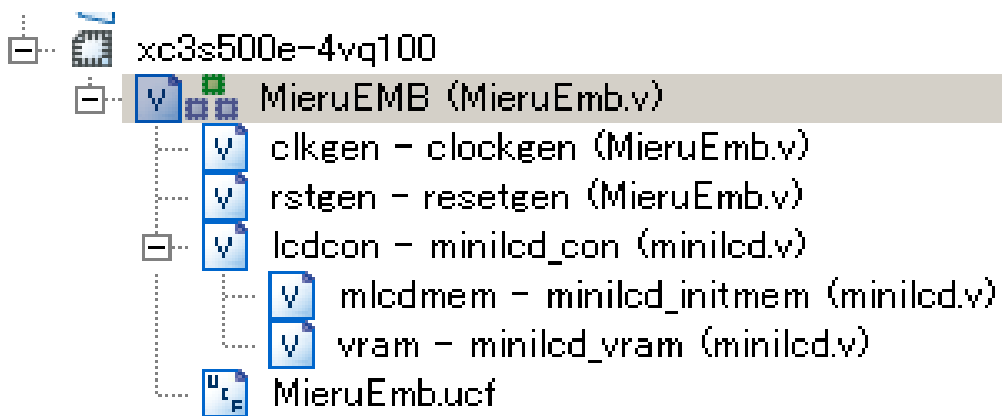 xc3s500e-4vq100
MieruEMB (MieruEmb.v)
clkgen - clockgen (MieruEmb.v)
rstgen - resetgen (MieruEmb.v)
lcdcon - minilcd_con (minilcd.v)
mlcdmem - minilcd_initmem (minilcd.v)
vram - minilcd_vram (minilcd.v)
MieruEmb.ucf